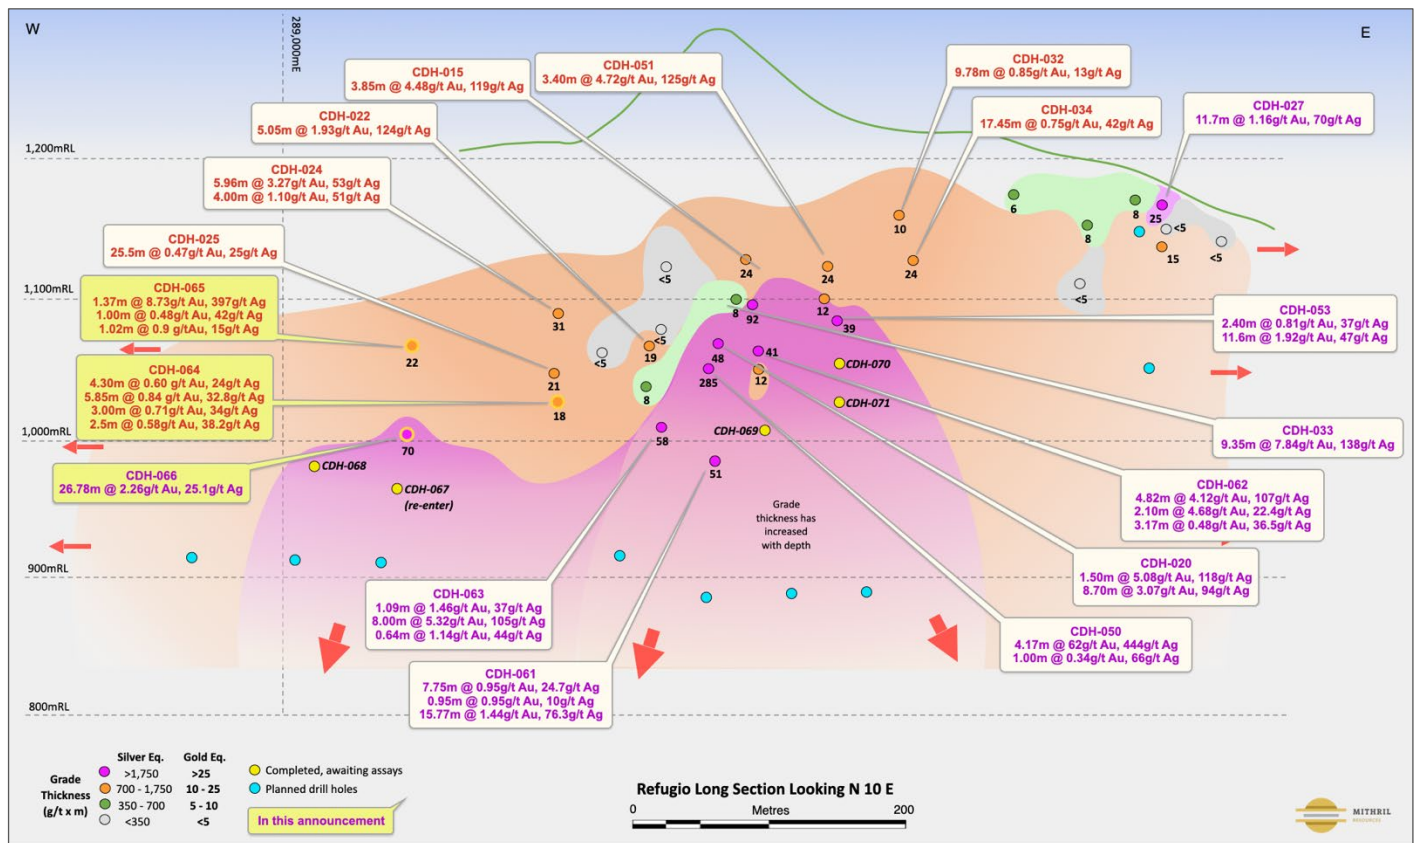 W
E
289,000mE
CDH-015
3.85m @ 4.48g/t Au, 119g/t Ag
CDH-051
3.40m @ 4.72g/t Au, 125g/t Ag
CDH-032
9.78m @ 0.85g/t Au, 13g/t Ag
CDH-022
5.05m @ 1.93g/t Au, 124g/t Ag
CDH-034
17.45m @ 0.75g/t Au, 42g/t Ag
CDH-027
11.7m @ 1.16g/t Au, 70g/t Ag
1,200mRL
CDH-024
5.96m @ 3.27g/t Au, 53g/t Ag
4.00m @ 1.10g/t Au, 51g/t Ag
6
8
25
10
8
<5
CDH-025
25.5m @ 0.47g/t Au, 25g/t Ag
<5
24
24
24
15
<5
<5
1,100mRL
CDH-065
1.37m @ 8.73g/t Au, 397g/t Ag
1.00m @ 0.48g/t Au, 42g/t Ag
1.02m @ 0.9 g/tAu, 15g/t Ag
31
8
92
12
39
CDH-053
2.40m @ 0.81g/t Au, 37g/t Ag
11.6m @ 1.92g/t Au, 47g/t Ag
22
<5
19
<5
48
41
CDH-070
CDH-064
4.30m @ 0.60 g/t Au, 24g/t Ag
5.85m @ 0.84 g/t Au, 32.8g/t Ag
3.00m @ 0.71g/t Au, 34g/t Ag
2.5m @ 0.58g/t Au, 38.2g/t Ag
21
285
12
18
8
CDH-071
1,000mRL
70
58
CDH-069
CDH-033
9.35m @ 7.84g/t Au, 138g/t Ag
CDH-066
26.78m @ 2.26g/t Au, 25.1g/t Ag
CDH-068
CDH-067
(re-enter)
51
CDH-062
4.82m @ 4.12g/t Au, 107g/t Ag
2.10m @ 4.68g/t Au, 22.4g/t Ag
3.17m @ 0.48g/t Au, 36.5g/t Ag
Grade
thickness has
increased
with depth
CDH-020
1.50m @ 5.08g/t Au, 118g/t Ag
8.70m @ 3.07g/t Au, 94g/t Ag
900mRL
CDH-063
1.09m @ 1.46g/t Au, 37g/t Ag
8.00m @ 5.32g/t Au, 105g/t Ag
0.64m @ 1.14g/t Au, 44g/t Ag
CDH-050
4.17m @ 62g/t Au, 444g/t Ag
1.00m @ 0.34g/t Au, 66g/t Ag
CDH-061
7.75m @ 0.95g/t Au, 24.7g/t Ag
0.95m @ 0.95g/t Au, 10g/t Ag
15.77m @ 1.44g/t Au, 76.3g/t Ag
800mRL
Grade
Thickness
(g/t x m)
Silver Eq. Gold Eq.
>1,750 >25
700 - 1,750 10 - 25
350 - 700 5 - 10
<350 <5
Completed, awaiting assays
Planned drill holes
In this announcement
Refugio Long Section Looking N 10 E
0 Metres 200
MITHRIL
RESOURCES